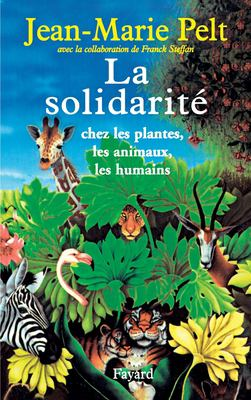 Jean-Marie Pelt
avec la collaboration de Franck Steffan
La
solidarité
chez les plantes,
les animaux,
les humains
Fayard